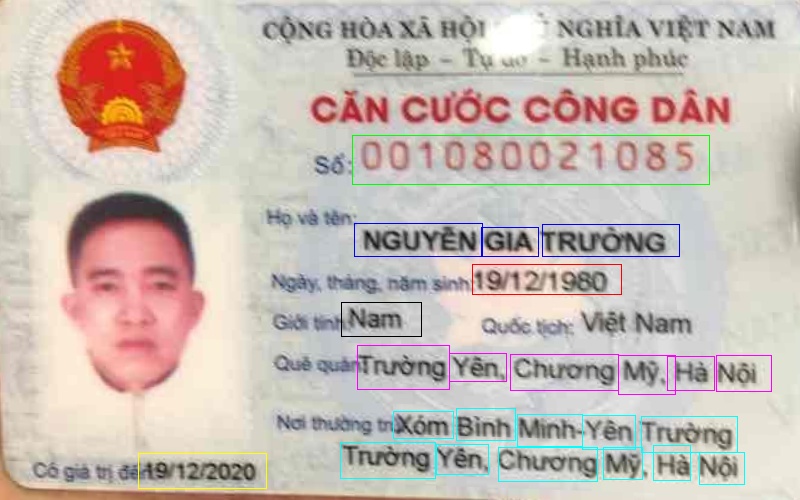 CỘNG HÒA XÃ HỘI NGHĨA VIỆT NAM
Độc lập - Tự do - Hạnh phúc
CĂN CƯỚC CÔNG DÂN
Số: 001080021085
Họ và tên:
NGUYỄN GIA TRƯỜNG
Ngày, tháng, năm sinh: 19/12/1980
Giới tính: Nam Quốc tịch: Việt Nam
Quê quán: Trường Yên, Chương Mỹ, Hà Nội
Nơi thường trú: Xóm Bình Minh-Yên Trường
Trường Yên, Chương Mỹ, Hà Nội
Có giá trị đến 19/12/2020